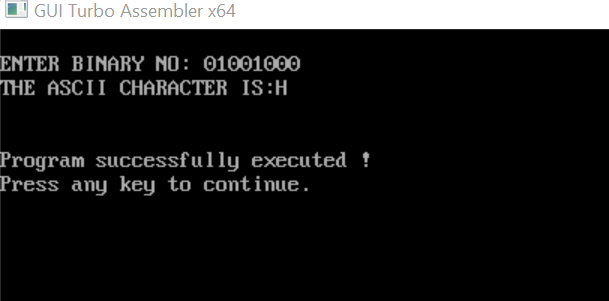 GUI Turbo Assembler x64
ENTER BINARY NO: 01001000
THE ASCII CHARACTER IS:H
Program successfully executed !
Press any key to continue.